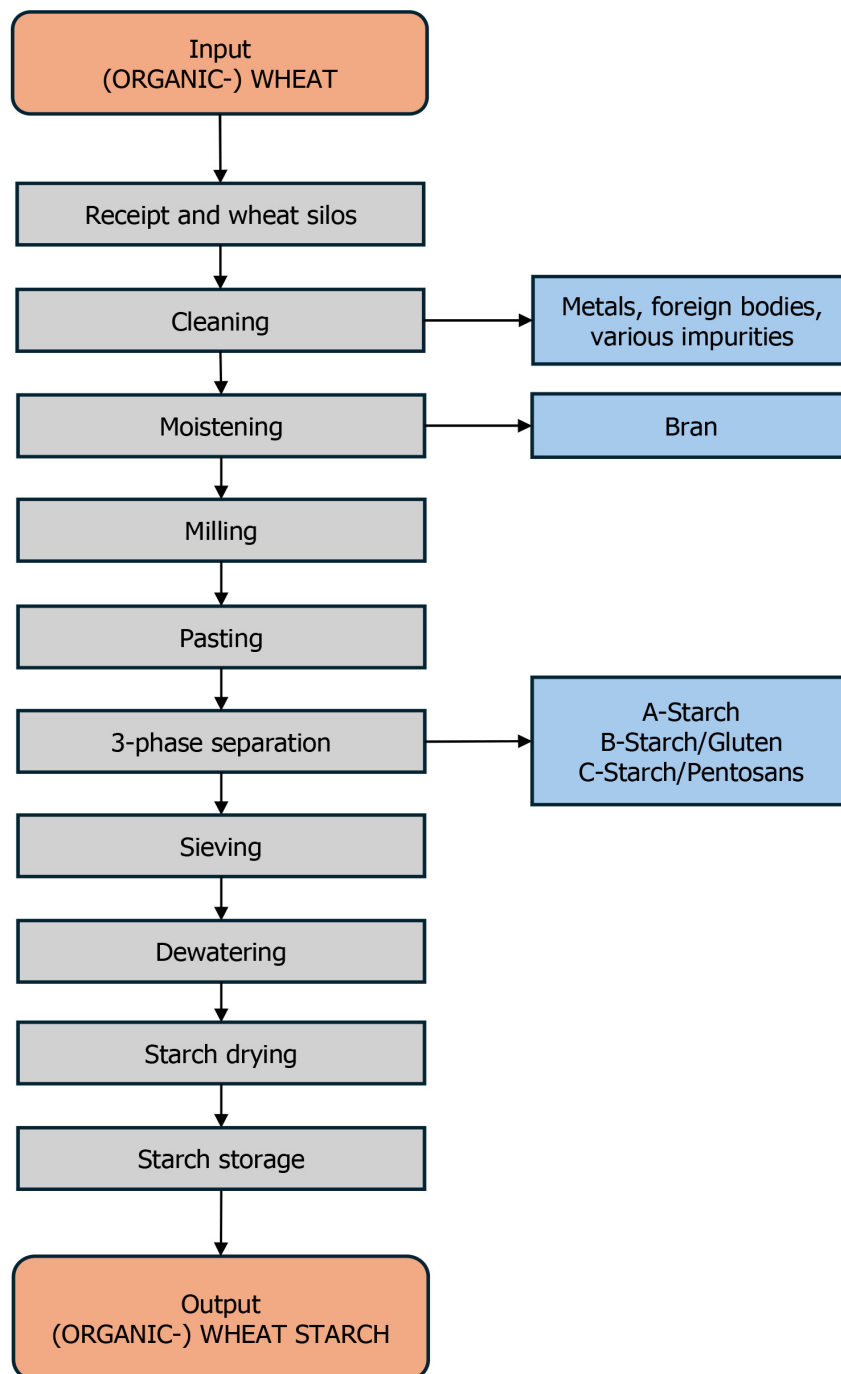 Input
(ORGANIC-) WHEAT
Receipt and wheat silos
Cleaning
Metals, foreign bodies,
various impurities
Moistening
Bran
Milling
Pasting
3-phase separation
A-Starch
B-Starch/Gluten
C-Starch/Pentosans
Sieving
Dewatering
Starch drying
Starch storage
Output
(ORGANIC-) WHEAT STARCH